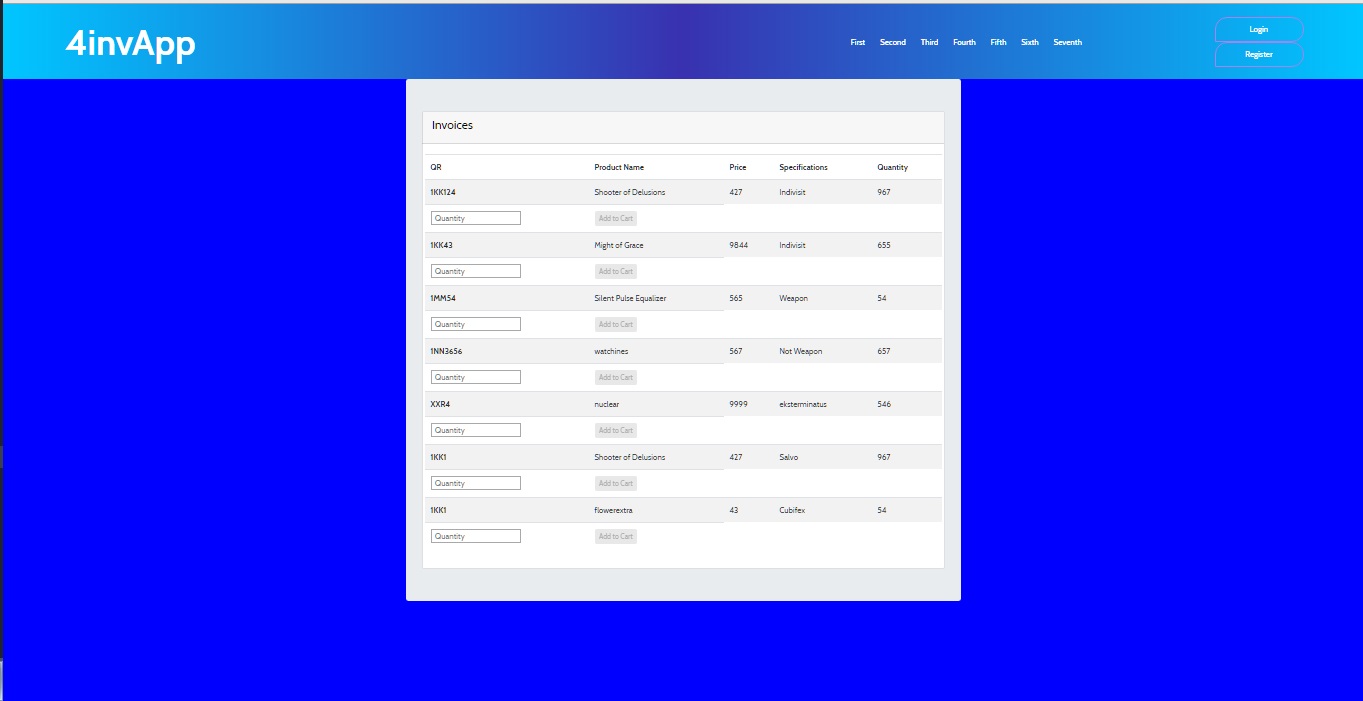 4invApp
First Second Third Fourth Fifth Sixth Seventh
Login
Register
Invoices
QR Product Name Price Specifications Quantity
1KK124 Shooter of Delusions 427 Indivisit 967
Quantity Add to Cart
1KK43 Might of Grace 9844 Indivisit 655
Quantity Add to Cart
1MM54 Silent Pulse Equalizer 565 Weapon 54
Quantity Add to Cart
1NN3656 watchines 567 Not Weapon 657
Quantity Add to Cart
XXR4 nuclear 9999 eksterminatus 546
Quantity Add to Cart
1KK1 Shooter of Delusions 427 Salvo 967
Quantity Add to Cart
1KK1 flowerextra 43 Cubifex 54
Quantity Add to Cart